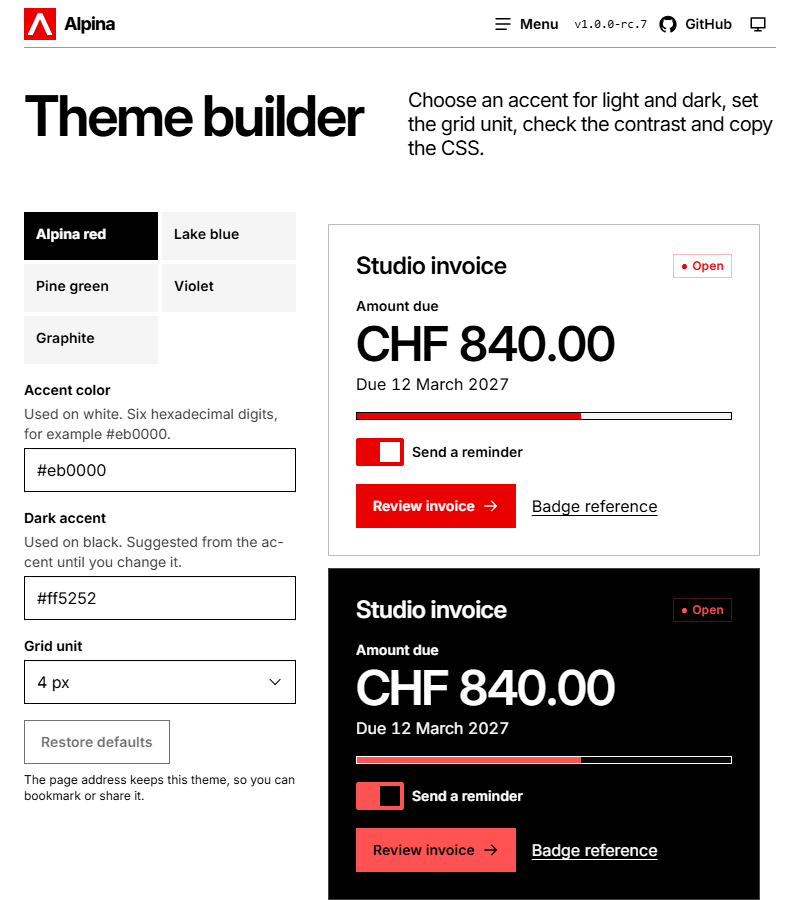 Alpina
Menu
v1.0.0-rc.7
GitHub
Theme builder
Choose an accent for light and dark, set
the grid unit, check the contrast and copy
the CSS.
Alpina red
Lake blue
Pine green
Violet
Graphite
Accent color
Used on white. Six hexadecimal digits,
for example #eb0000.
#eb0000
Dark accent
Used on black. Suggested from the ac-
cent until you change it.
#ff5252
Grid unit
4 px
Restore defaults
The page address keeps this theme, so you can
bookmark or share it.
Studio invoice
Open
Amount due
CHF 840.00
Due 12 March 2027
Send a reminder
Review invoice
Badge reference
Studio invoice
Open
Amount due
CHF 840.00
Due 12 March 2027
Send a reminder
Review invoice
Badge reference